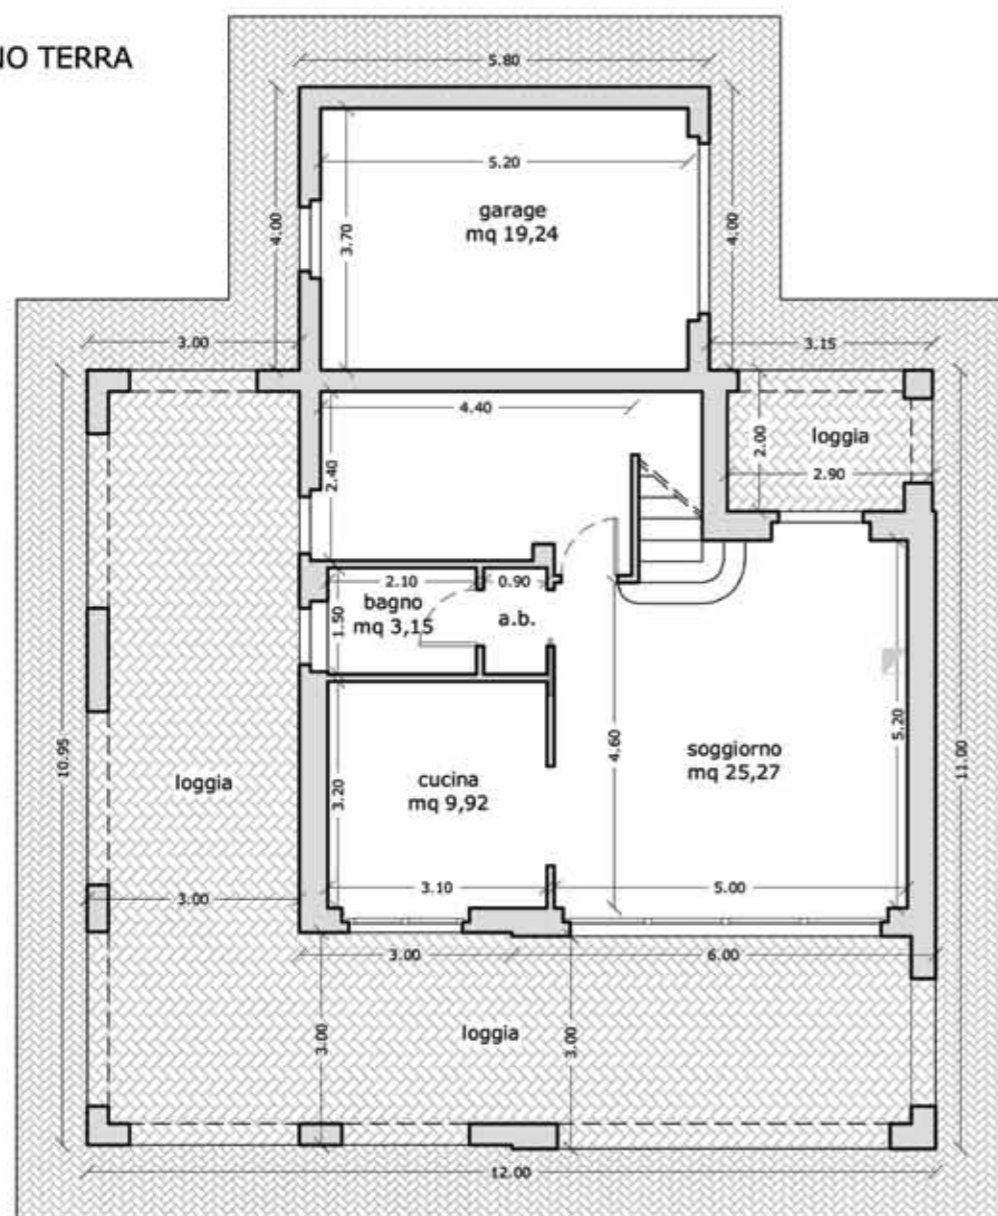 NO TERRA
5.80
5.20
garage
mq 19,24
4.00
3.70
4.00
3.00
3.15
4.40
loggia
2.00
2.90
2.40
2.10
0.90
bagno
mq 3,15
1.50
a.b.
10.95
loggia
4.60
soggiorno
mq 25,27
5.20
11.00
cucina
mq 9,92
3.20
3.00
3.10
5.00
3.00
6.00
loggia
3.00
3.00
12.00